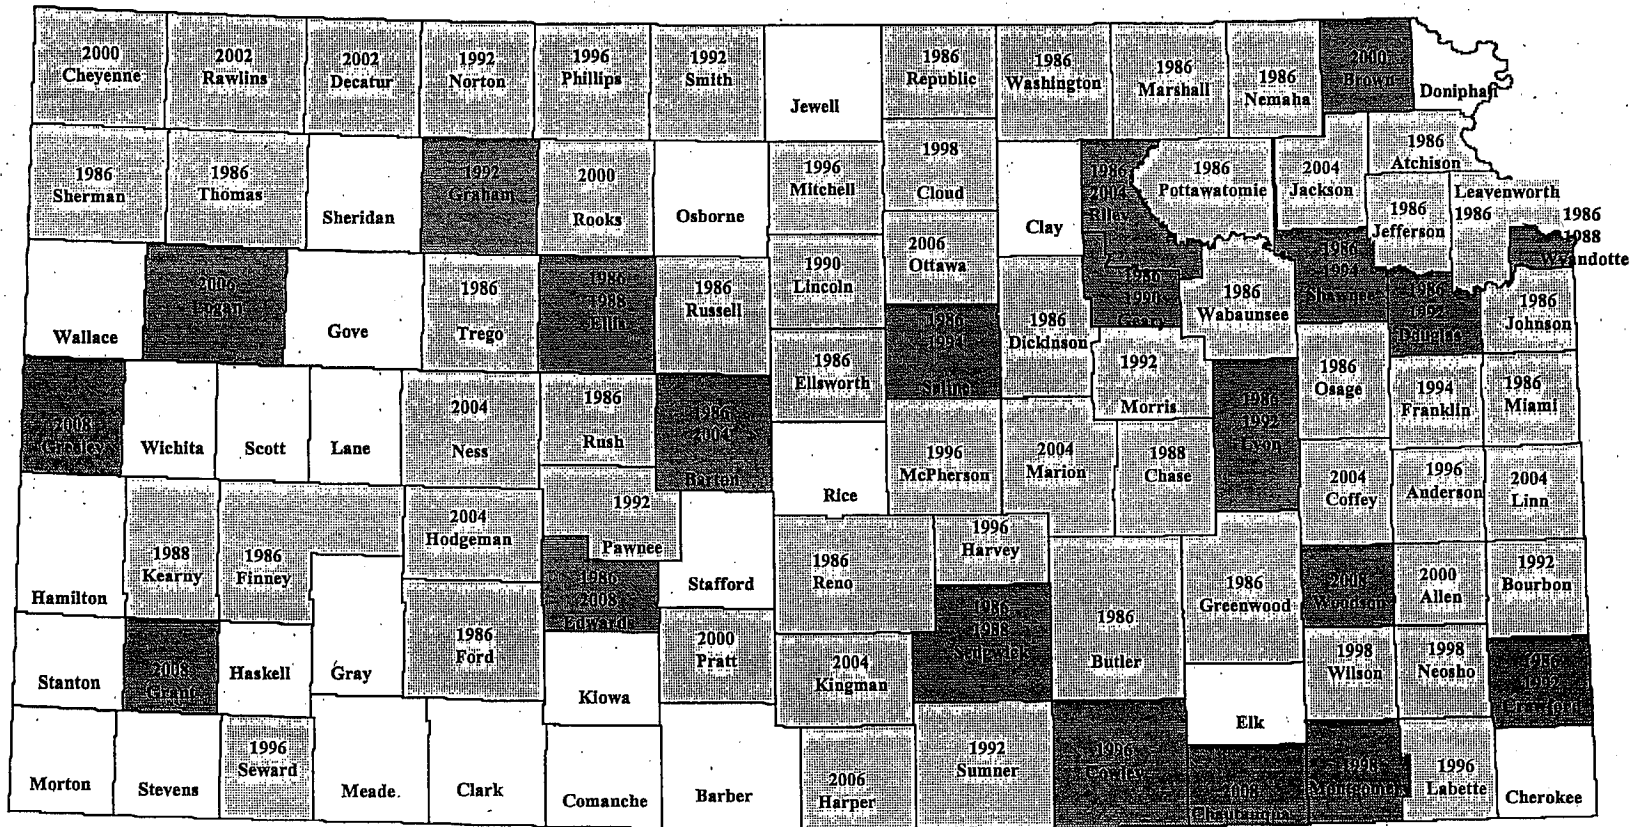 2000
Cheyenne
2002
Rawlins
2002
Decatur
1992
Norton
1996
Phillips
1992
Smith
Jewell
1986
Republic
1986
Washington
1986
Marshall
1986
Nemaha
2000
Brown
Doniphan
1986
Sherman
1986
Thomas
Sheridan
1992
Graham
2000
Rooks
Osborne
1996
Mitchell
1998
Cloud
Clay
1986
2004
Riley
1986
Pottawatomie
2004
Jackson
1986
Atchison
1986
Jefferson
Leavenworth
1986
1986
1988
Wyandotte
Wallace
2006
Logan
Gove
1986
Trego
1986
1988
Ellis
1986
Russell
1990
Lincoln
2006
Ottawa
1986
Dickinson
1986
1990
Geary
1986
Wabaunsee
1986
1994
Shawnee
1986
1992
Douglas
1986
Johnson
2008
Greeley
Wichita
Scott
Lane
2004
Ness
1986
Rush
1986
2004
Barton
1986
Ellsworth
1986
1994
Saline
1992
Morris
1986
1992
Lyon
1986
Osage
1994
Franklin
1986
Miami
Hamilton
1988
Kearny
1986
Finney
2004
Hodgeman
1992
Pawnee
Stafford
Rice
1996
McPherson
2004
Marion
1988
Chase
2004
Coffey
1996
Anderson
2004
Linn
Stanton
2008
Grant
Haskell
Gray
1986
Ford
1986
2008
Edwards
Kiowa
2000
Pratt
1986
Reno
1996
Harvey
1986
1988
Sedgwick
1986
Butler
1986
Greenwood
2008
Woodson
2000
Allen
1992
Bourbon
Morton
Stevens
1996
Seward
Meade.
Clark
Comanche
Barber
2004
Kingman
2006
Harper
1992
Sumner
1996
Cowley
Elk
2008
Chautauqua
1998
Wilson
1998
Neosho
1986
1992
Crawford
1998
Montgomery
1996
Labette
Cherokee